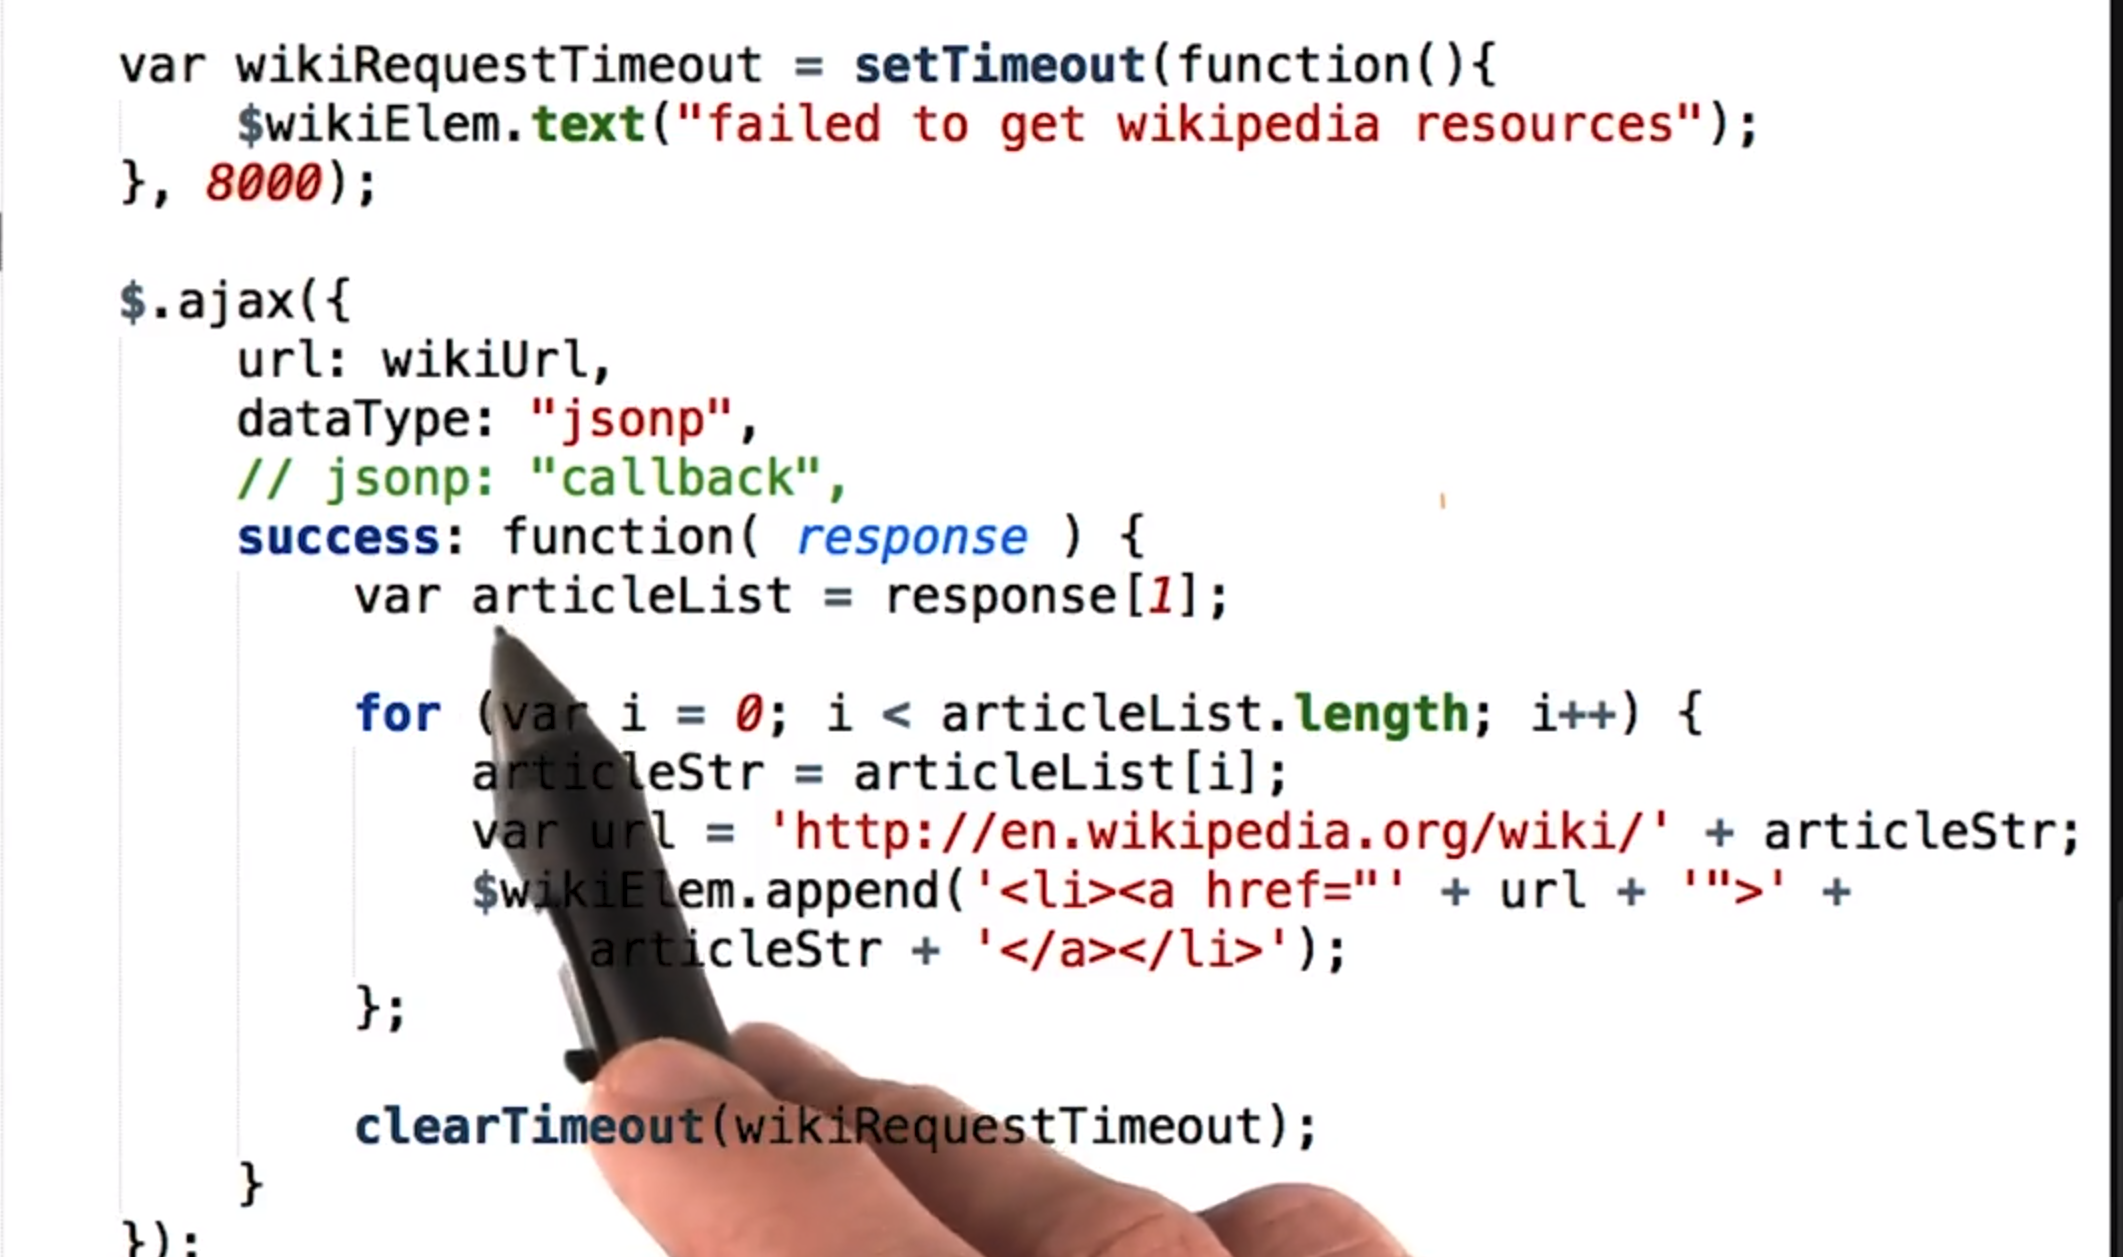 var wikiRequestTimeout = setTimeout(function(){
$wikiElem.text("failed to get wikipedia resources");
}, 8000);
$.ajax({
url: wikiUrl,
dataType: "jsonp",
// jsonp: "callback",
success: function( response ) {
var articleList = response[1];
for (var i = 0; i < articleList.length; i++) {
articleStr = articleList[i];
var url = 'http://en.wikipedia.org/wiki/' + articleStr;
$wikiElem.append('<li><a href="' + url + '">' +
articleStr + '</a></li>');
};
clearTimeout(wikiRequestTimeout);
}
});